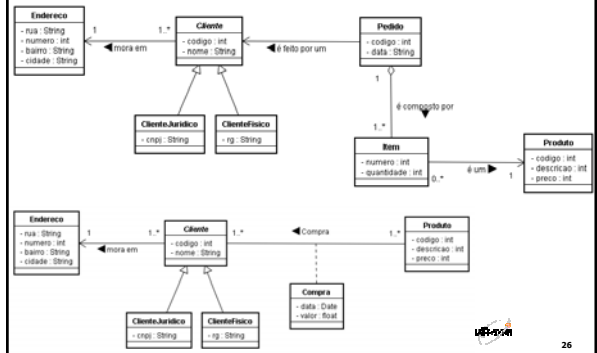 Endereco
- rua : String
- numero : int
- bairro : String
- cidade : String
1
1..*
◀mora em
Cliente
- codigo : int
- nome : String
◀é feito por um
Pedido
- codigo : int
- data : String
1
é composto por
▼
1..*
ClienteJuridico
- cnpj : String
ClienteFisico
- rg : String
Item
- numero : int
- quantidade : int
0..*
é um▶
1
Produto
- codigo : int
- descricao : int
- preco : int
Endereco
- rua : String
- numero : int
- bairro : String
- cidade : String
1
1..*
◀mora em
Cliente
- codigo : int
- nome : String
1..*
◀Compra
1..*
Produto
- codigo : int
- descricao : int
- preco : int
Compra
- data : Date
- valor : float
ClienteJuridico
- cnpj : String
ClienteFisico
- rg : String
26